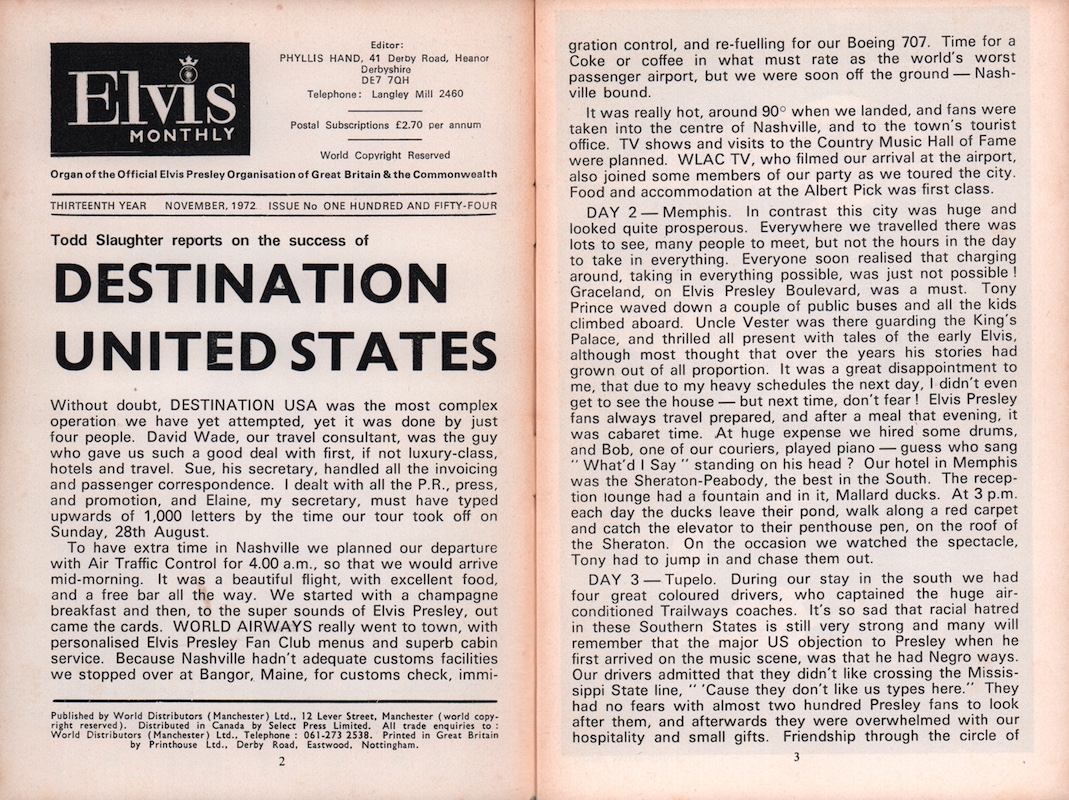 Elvis
MONTHLY
Editor:
PHYLLIS HAND, 41 Derby Road, Heanor
Derbyshire
DE7 7QH
Telephone: Langley Mill 2460
Postal Subscriptions £2.70 per annum
World Copyright Reserved
Organ of the Official Elvis Presley Organisation of Great Britain & the Commonwealth
THIRTEENTH YEAR NOVEMBER, 1972 ISSUE No ONE HUNDRED AND FIFTY-FOUR
Todd Slaughter reports on the success of
DESTINATION
UNITED STATES
Without doubt, DESTINATION USA was the most complex
operation we have yet attempted, yet it was done by just
four people. David Wade, our travel consultant, was the guy
who gave us such a good deal with first, if not luxury-class,
hotels and travel. Sue, his secretary, handled all the invoicing
and passenger correspondence. I dealt with all the P.R., press,
and promotion, and Elaine, my secretary, must have typed
upwards of 1,000 letters by the time our tour took off on
Sunday, 28th August.
To have extra time in Nashville we planned our departure
with Air Traffic Control for 4.00 a.m., so that we would arrive
mid-morning. It was a beautiful flight, with excellent food,
and a free bar all the way. We started with a champagne
breakfast and then, to the super sounds of Elvis Presley, out
came the cards. WORLD AIRWAYS really went to town, with
personalised Elvis Presley Fan Club menus and superb cabin
service. Because Nashville hadn't adequate customs facilities
we stopped over at Bangor, Maine, for customs check, immi-
Published by World Distributors (Manchester) Ltd., 12 Lever Street, Manchester (world copy-
right reserved). Distributed in Canada by Select Press Limited. All trade enquiries to :
World Distributors (Manchester) Ltd., Telephone : 061-273 2538. Printed in Great Britain
by Printhouse Ltd., Derby Road, Eastwood, Nottingham.
2
gration control, and re-fuelling for our Boeing 707. Time for a
Coke or coffee in what must rate as the world's worst
passenger airport, but we were soon off the ground — Nash-
ville bound.
It was really hot, around 90° when we landed, and fans were
taken into the centre of Nashville, and to the town's tourist
office. TV shows and visits to the Country Music Hall of Fame
were planned. WLAC TV, who filmed our arrival at the airport,
also joined some members of our party as we toured the city.
Food and accommodation at the Albert Pick was first class.
DAY 2 — Memphis. In contrast this city was huge and
looked quite prosperous. Everywhere we travelled there was
lots to see, many people to meet, but not the hours in the day
to take in everything. Everyone soon realised that charging
around, taking in everything possible, was just not possible !
Graceland, on Elvis Presley Boulevard, was a must. Tony
Prince waved down a couple of public buses and all the kids
climbed aboard. Uncle Vester was there guarding the King's
Palace, and thrilled all present with tales of the early Elvis,
although most thought that over the years his stories had
grown out of all proportion. It was a great disappointment to
me, that due to my heavy schedules the next day, I didn't even
get to see the house — but next time, don't fear ! Elvis Presley
fans always travel prepared, and after a meal that evening, it
was cabaret time. At huge expense we hired some drums,
and Bob, one of our couriers, played piano — guess who sang
" What'd I Say " standing on his head ? Our hotel in Memphis
was the Sheraton-Peabody, the best in the South. The recep-
tion lounge had a fountain and in it, Mallard ducks. At 3 p.m.
each day the ducks leave their pond, walk along a red carpet
and catch the elevator to their penthouse pen, on the roof of
the Sheraton. On the occasion we watched the spectacle,
Tony had to jump in and chase them out.
DAY 3 — Tupelo. During our stay in the south we had
four great coloured drivers, who captained the huge air-
conditioned Trailways coaches. It's so sad that racial hatred
in these Southern States is still very strong and many will
remember that the major US objection to Presley when he
first arrived on the music scene, was that he had Negro ways.
Our drivers admitted that they didn't like crossing the Missis-
sippi State line, " 'Cause they don't like us types here." They
had no fears with almost two hundred Presley fans to look
after them, and afterwards they were overwhelmed with our
hospitality and small gifts. Friendship through the circle of
3